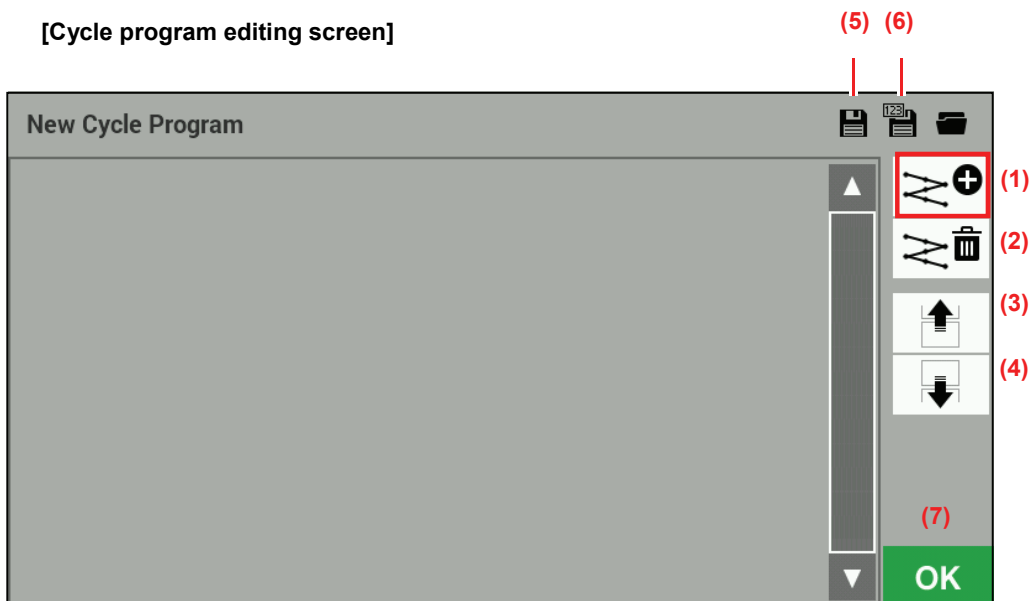 [Cycle program editing screen]
(5) (6)
New Cycle Program
123
(1)
(2)
(3)
(4)
(7)
OK